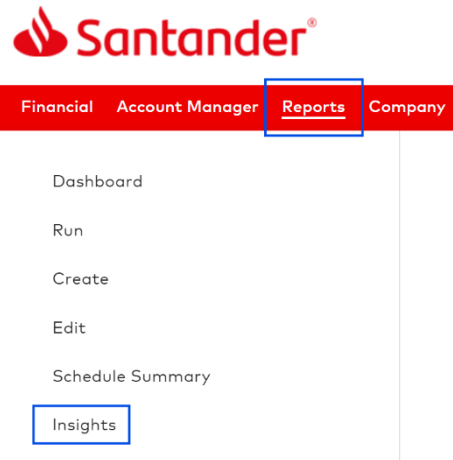 Santander®
Financial Account Manager Reports Company
Dashboard
Run
Create
Edit
Schedule Summary
Insights